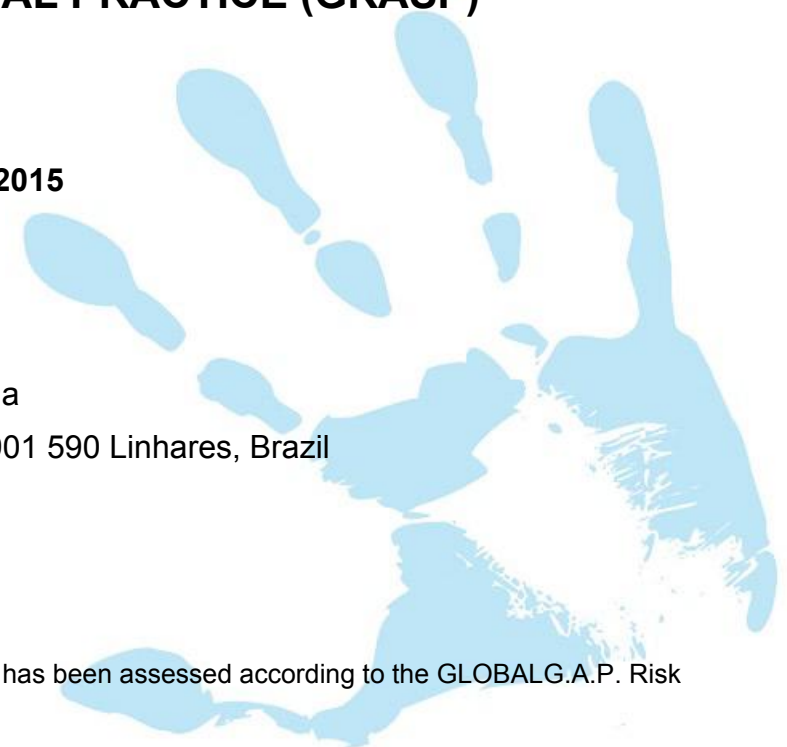 AL PRACTICE (GRASP)
2015
a
001 590 Linhares, Brazil
has been assessed according to the GLOBALG.A.P. Risk